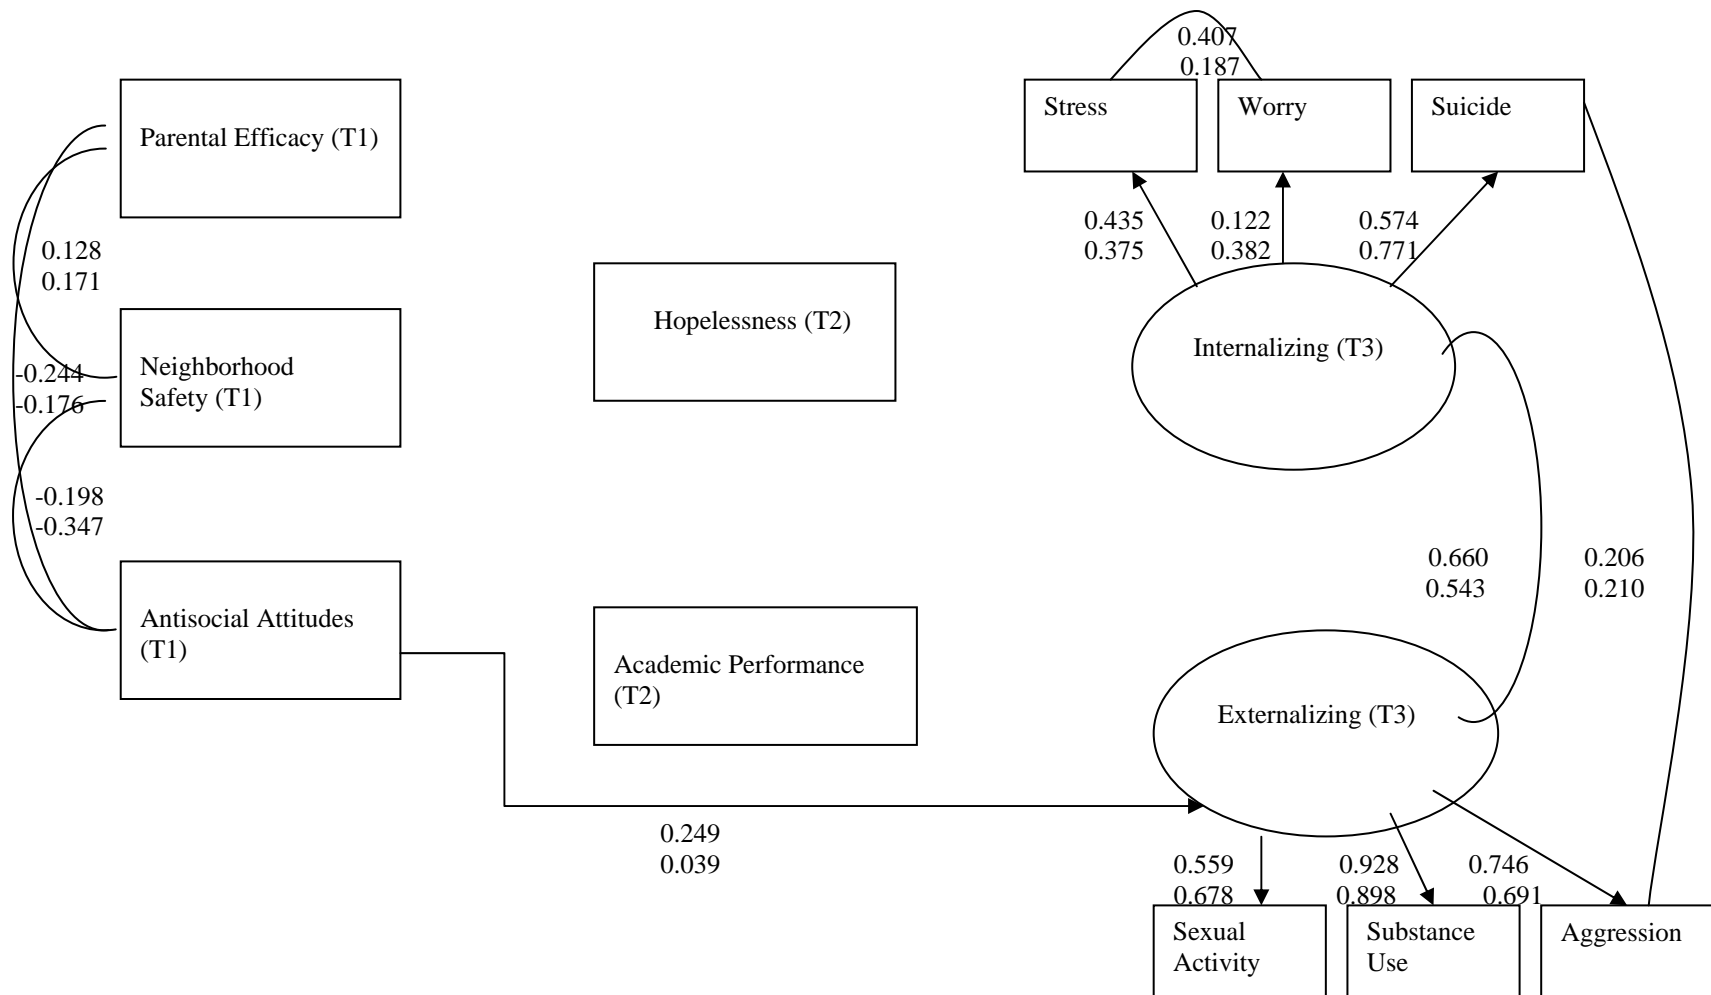 0.407
0.187
Stress
Worry
Suicide
Parental Efficacy (T1)
0.435
0.375
0.122
0.382
0.574
0.771
0.128
0.171
Hopelessness (T2)
Internalizing (T3)
Neighborhood
Safety (T1)
-0.244
-0.176
-0.198
-0.347
0.660
0.543
0.206
0.210
Antisocial Attitudes
(T1)
Academic Performance
(T2)
Externalizing (T3)
0.249
0.039
0.559
0.678
0.928
0.898
0.746
0.691
Sexual
Activity
Substance
Use
Aggression